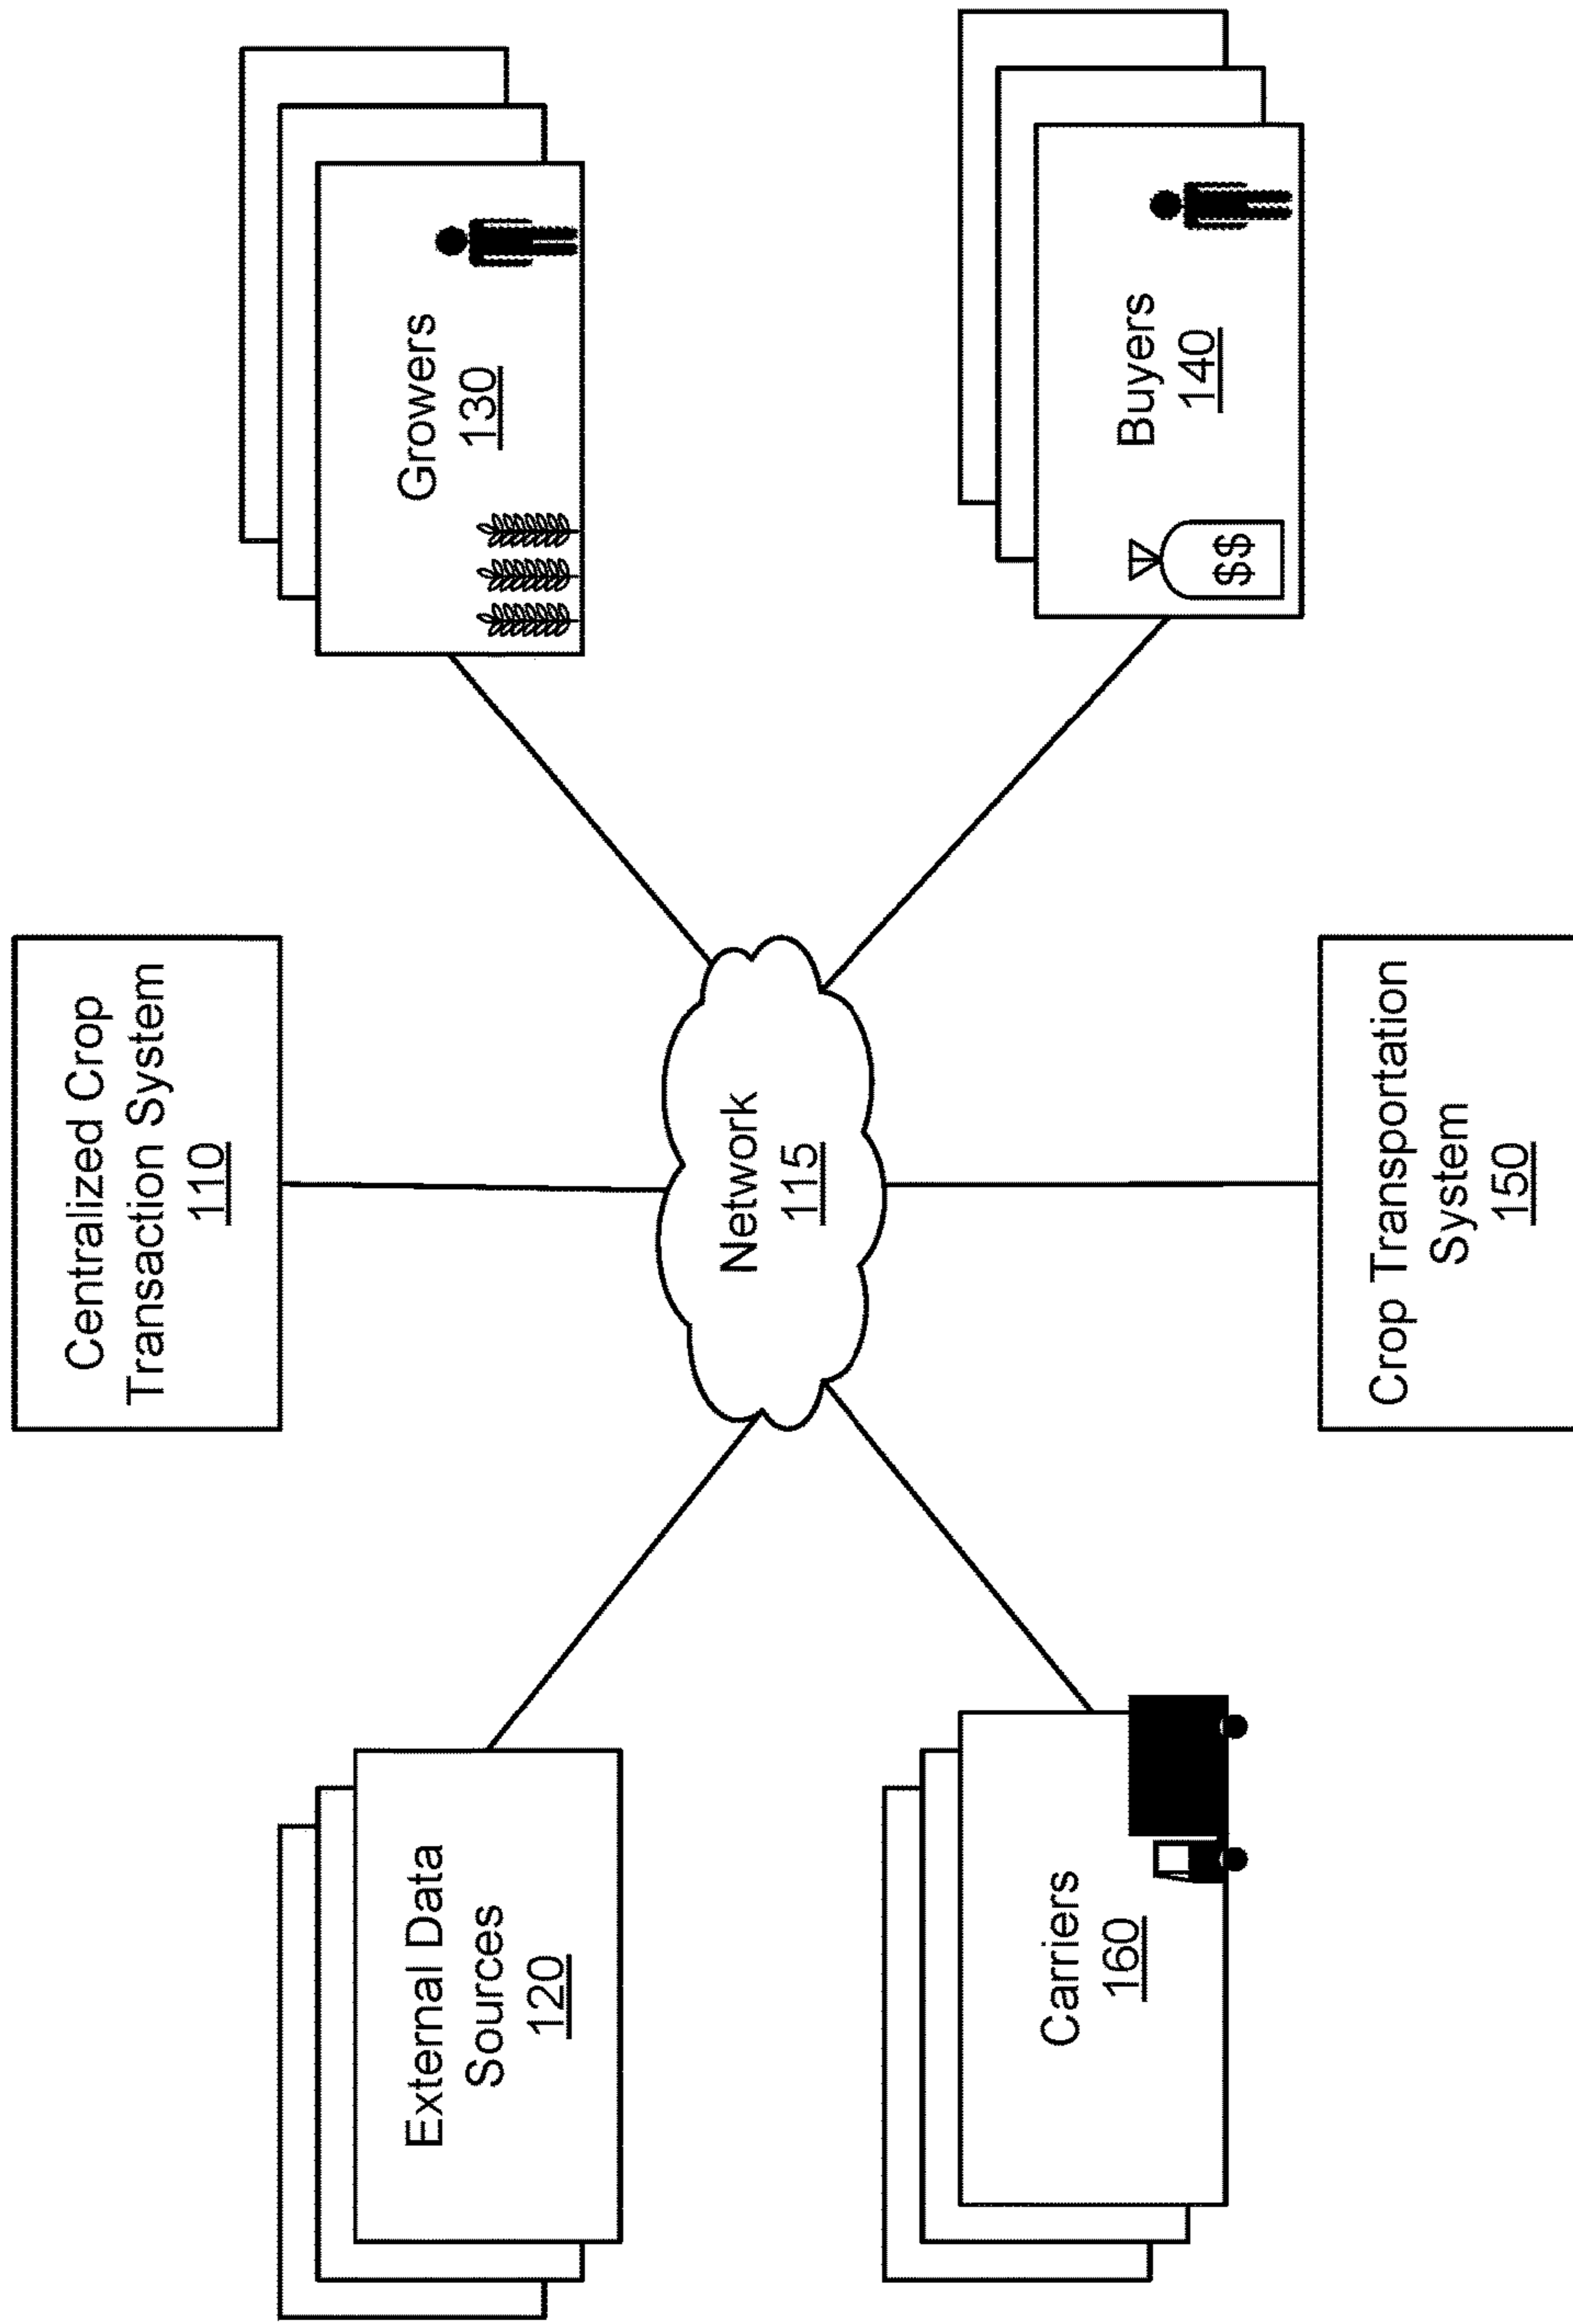 Centralized Crop
Transaction System
110
External Data
Sources
120
Growers
130
Network
115
Carriers
160
Buyers
140
$$
Crop Transportation
System
150